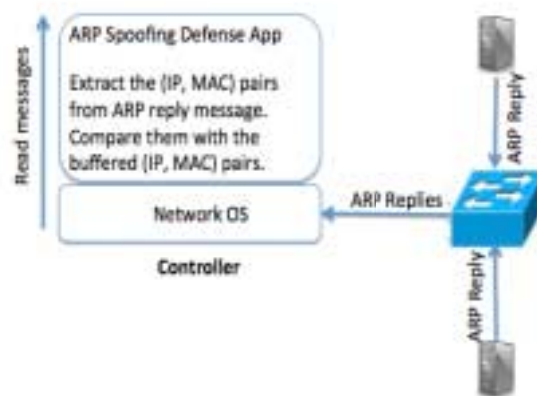 Read messages
ARP Spoofing Defense App
Extract the (IP, MAC) pairs
from ARP reply message.
Compare them with the
buffered (IP, MAC) pairs.
Network OS
Controller
ARP Replies
ARP Reply
ARP Reply